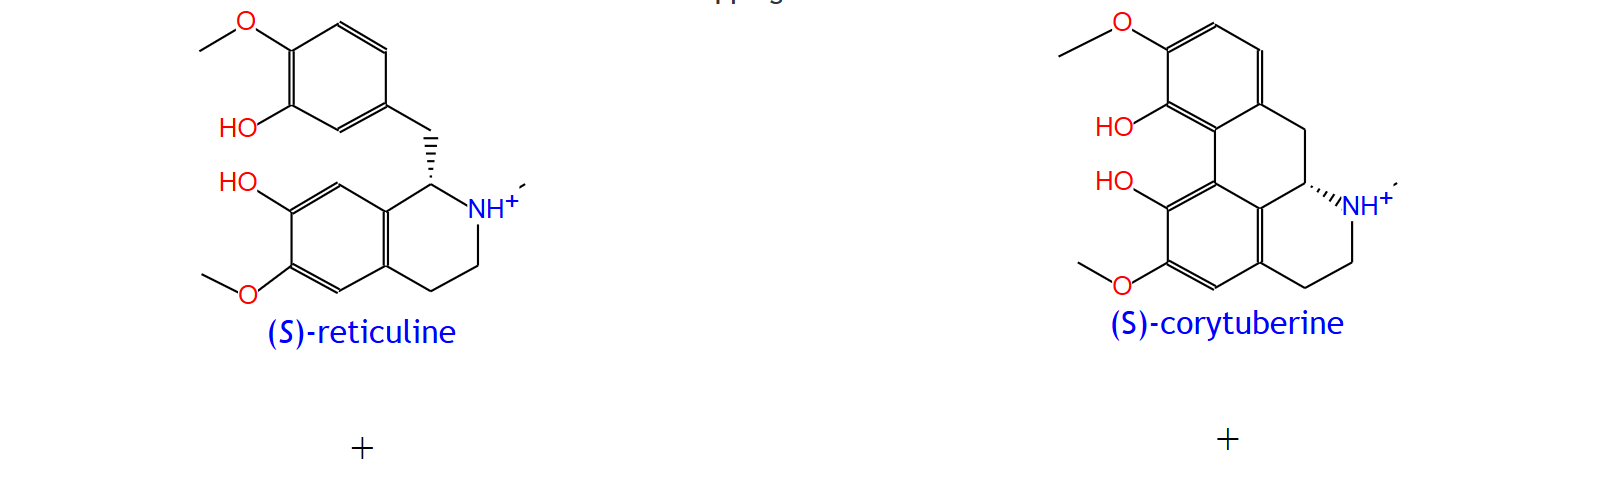 O
HO
HO
NH+
O
(S)-reticuline
+
O
HO
HO
NH+
O
(S)-corytuberine
+